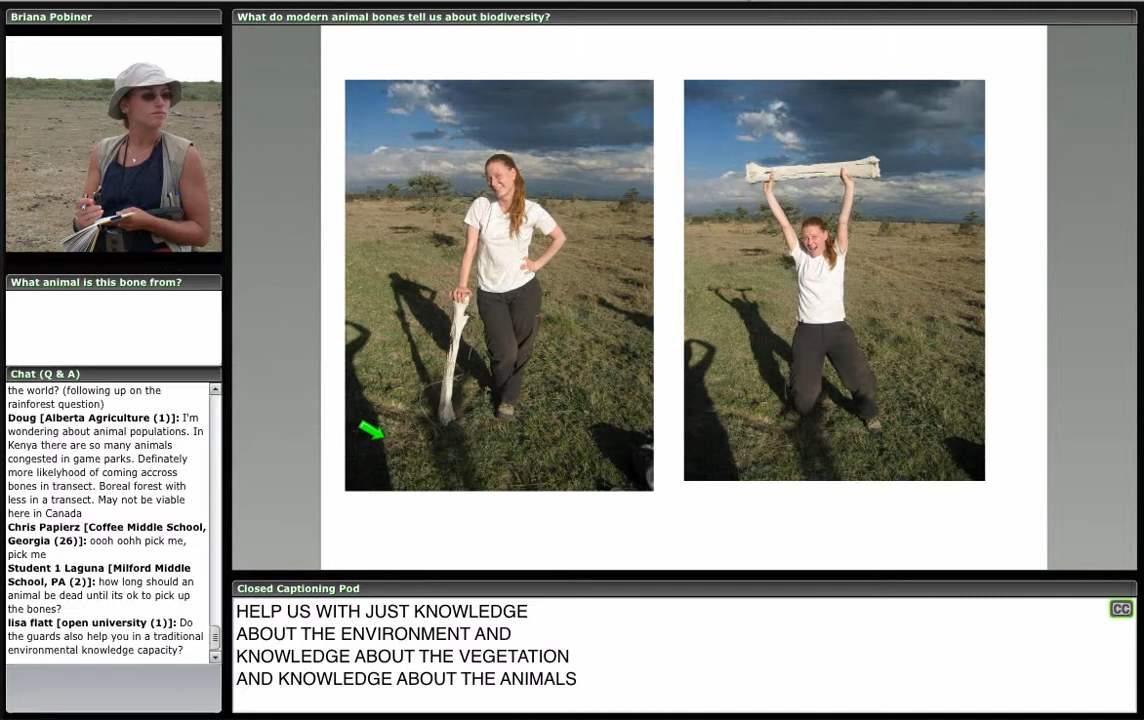 Briana Pobiner
What do modern animal bones tell us about biodiversity?
What animal is this bone from?
Chat (Q & A)
the world? (following up on the
rainforest question)
Doug [Alberta Agriculture (1)]: I'm
wondering about animal populations. In
Kenya there are so many animals
congested in game parks. Definately
more likelyhood of coming accross
bones in transect. Boreal forest with
less in a transect. May not be viable
here in Canada
Chris Papierz [Coffee Middle School,
Georgia (26)]: oooh oohh pick me,
pick me
Student 1 Laguna [Milford Middle
School, PA (2)]: how long should an
animal be dead until its ok to pick up
the bones?
lisa flatt [open university (1)]: Do
the guards also help you in a traditional
environmental knowledge capacity?
Closed Captioning Pod
CC
HELP US WITH JUST KNOWLEDGE
ABOUT THE ENVIRONMENT AND
KNOWLEDGE ABOUT THE VEGETATION
AND KNOWLEDGE ABOUT THE ANIMALS